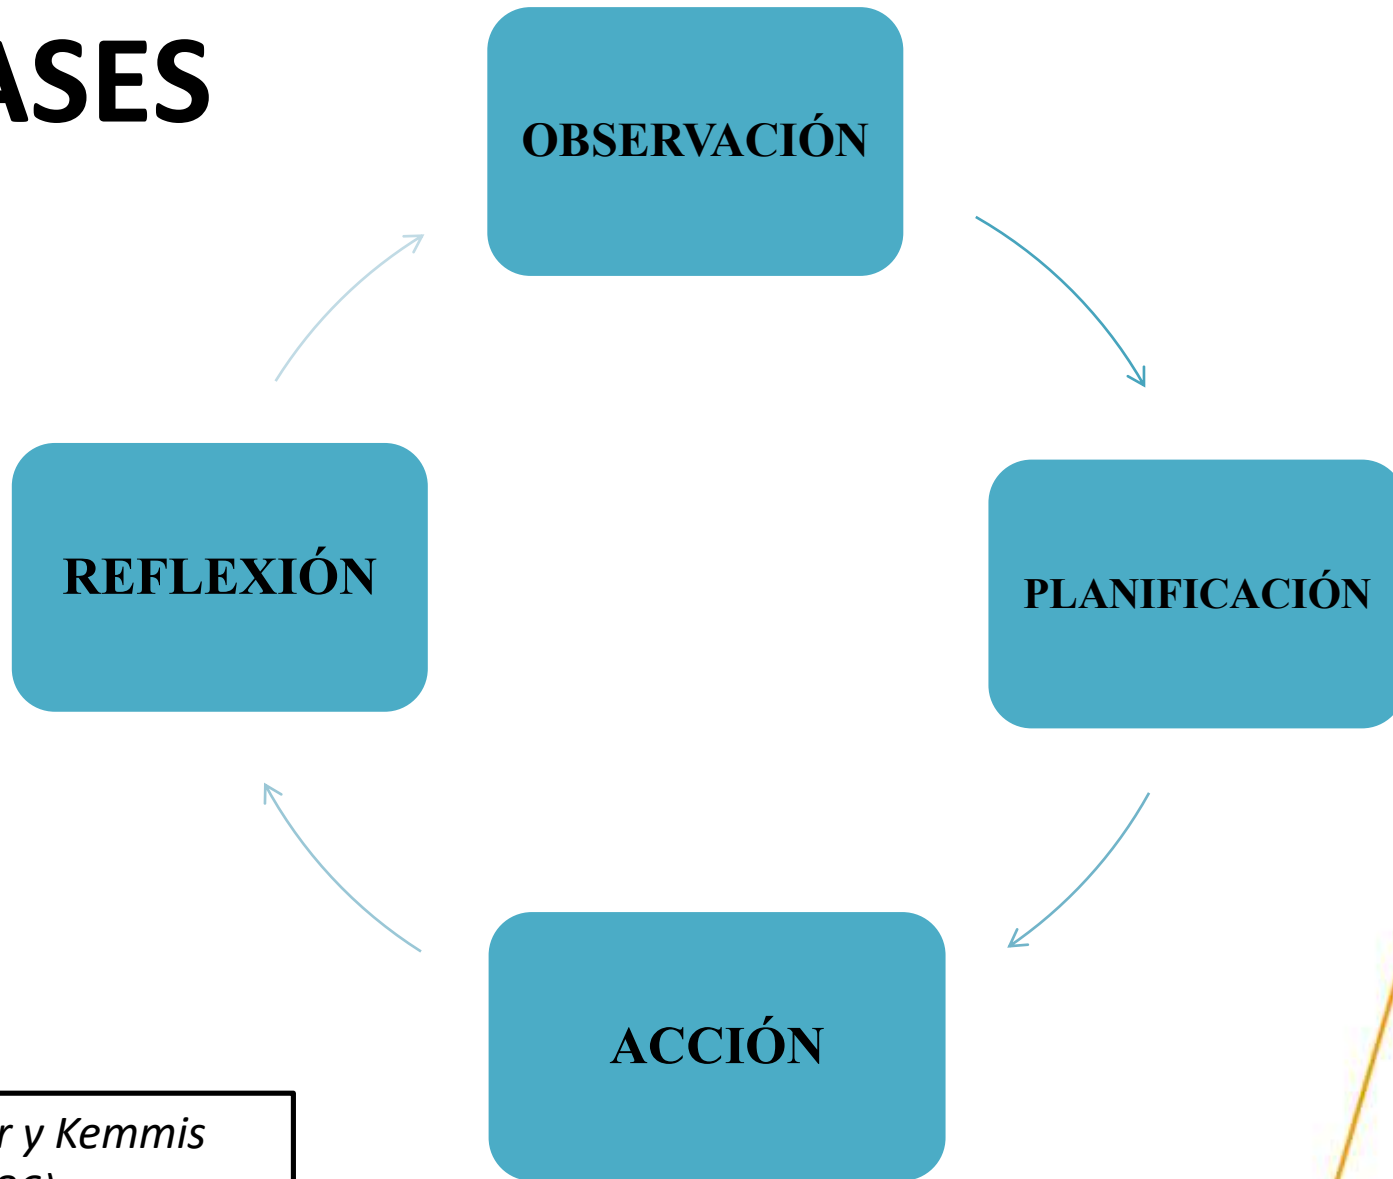 ASES
OBSERVACIÓN
REFLEXIÓN
PLANIFICACIÓN
ACCIÓN
r y Kemmis